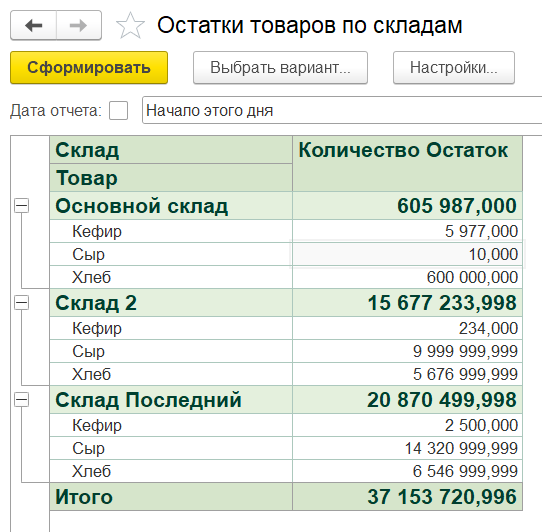 Остатки товаров по складам
Сформировать Выбрать вариант... Настройки...
Дата отчета: Начало этого дня
Склад Количество Остаток
Товар
Основной склад 605 987,000
Кефир 5 977,000
Сыр 10,000
Хлеб 600 000,000
Склад 2 15 677 233,998
Кефир 234,000
Сыр 9 999 999,999
Хлеб 5 676 999,999
Склад Последний 20 870 499,998
Кефир 2 500,000
Сыр 14 320 999,999
Хлеб 6 546 999,999
Итого 37 153 720,996